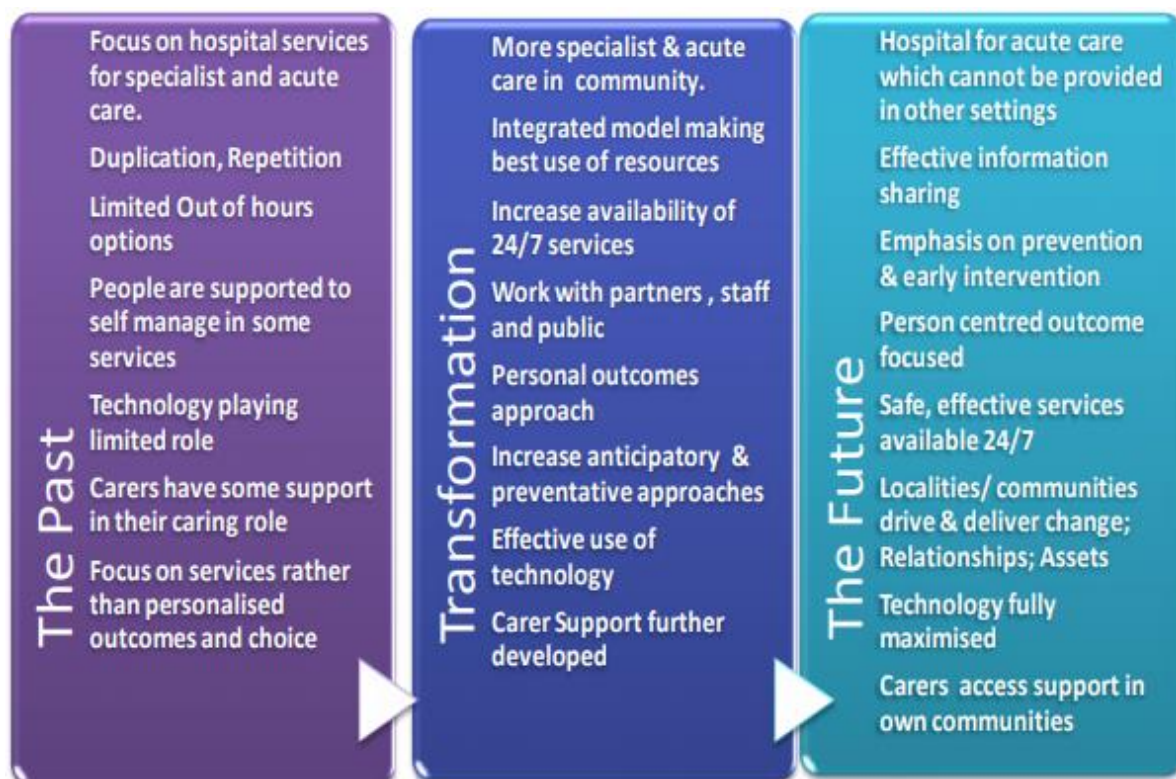 The Past
Focus on hospital services
for specialist and acute
care.
Duplication, Repetition
Limited Out of hours
options
People are supported to
self manage in some
services
Technology playing
limited role
Carers have some support
in their caring role
Focus on services rather
than personalised
outcomes and choice
Transformation
More specialist & acute
care in community.
Integrated model making
best use of resources
Increase availability of
24/7 services
Work with partners , staff
and public
Personal outcomes
approach
Increase anticipatory &
preventative approaches
Effective use of
technology
Carer Support further
developed
The Future
Hospital for acute care
which cannot be provided
in other settings
Effective information
sharing
Emphasis on prevention
& early intervention
Person centred outcome
focused
Safe, effective services
available 24/7
Localities/ communities
drive & deliver change;
Relationships; Assets
Technology fully
maximised
Carers access support in
own communities